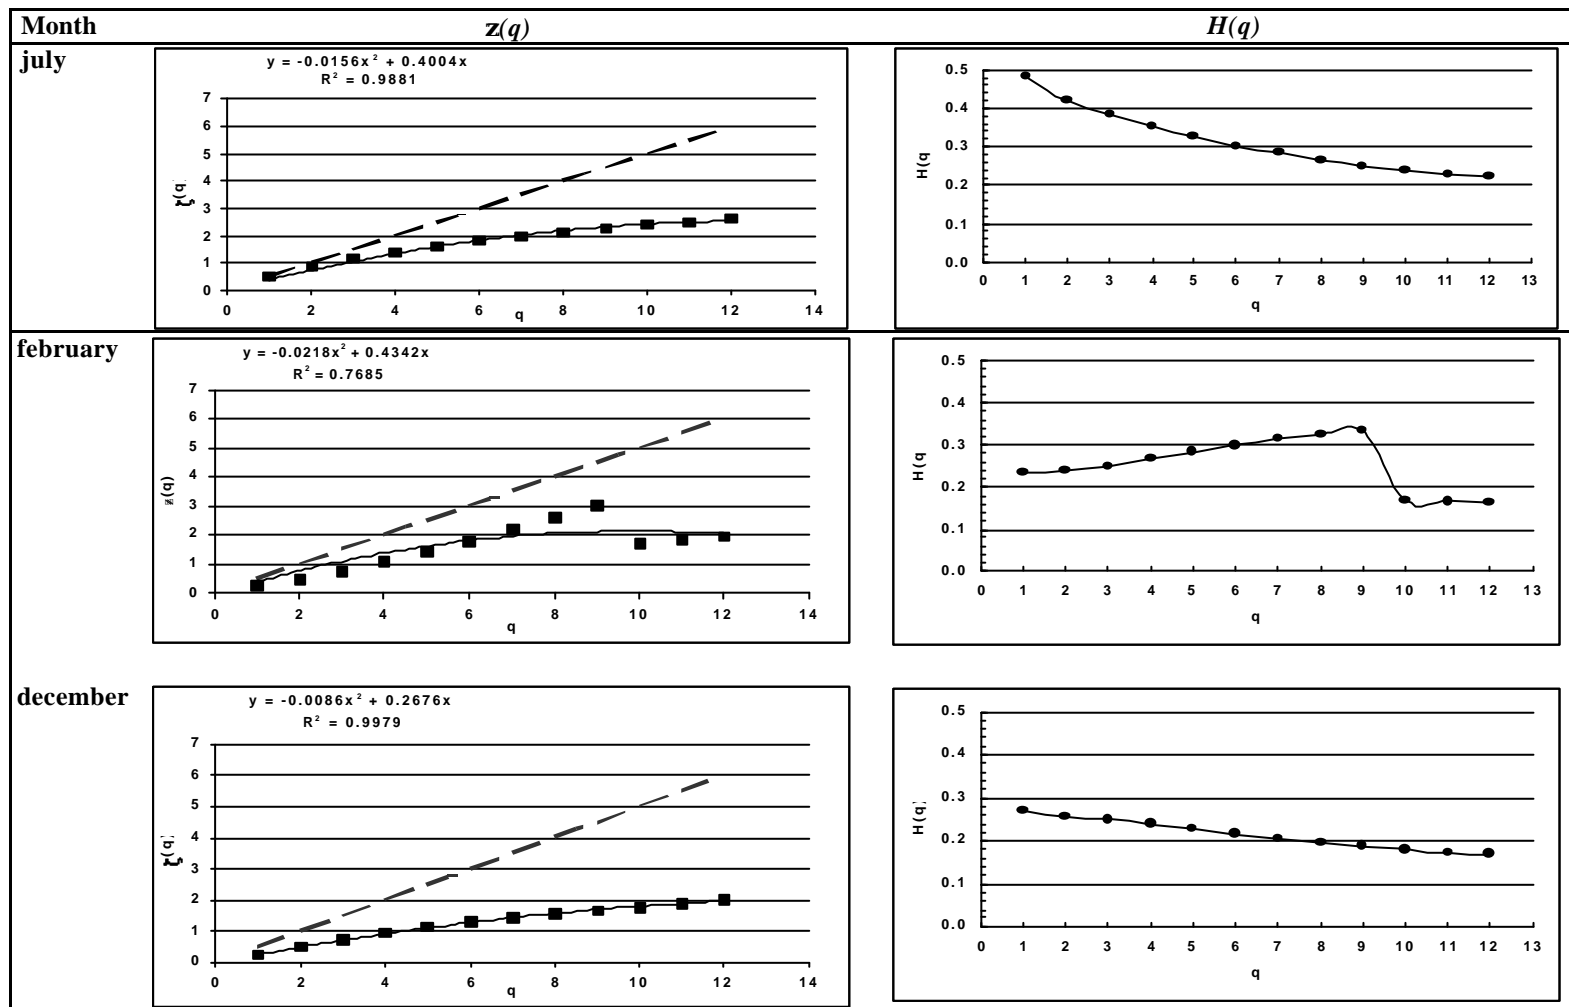 Month z(q) H(q)
july
y = -0.0156x² + 0.4004x
R² = 0.9881
7
6
5
4
3
2
1
0
ζ(q
0 2 4 6 8 10 12 14
q
0.5
0.4
0.3
0.2
0.1
0.0
H(q
0 1 2 3 4 5 6 7 8 9 10 11 12 13
q
february
y = -0.0218x² + 0.4342x
R² = 0.7685
7
6
5
4
3
2
1
0
z(q)
0 2 4 6 8 10 12 14
q
0.5
0.4
0.3
0.2
0.1
0.0
H(q
0 1 2 3 4 5 6 7 8 9 10 11 12 13
q
december
y = -0.0086x² + 0.2676x
R² = 0.9979
7
6
5
4
3
2
1
0
ζ(q
0 2 4 6 8 10 12 14
q
0.5
0.4
0.3
0.2
0.1
0.0
H(q
0 1 2 3 4 5 6 7 8 9 10 11 12 13
q